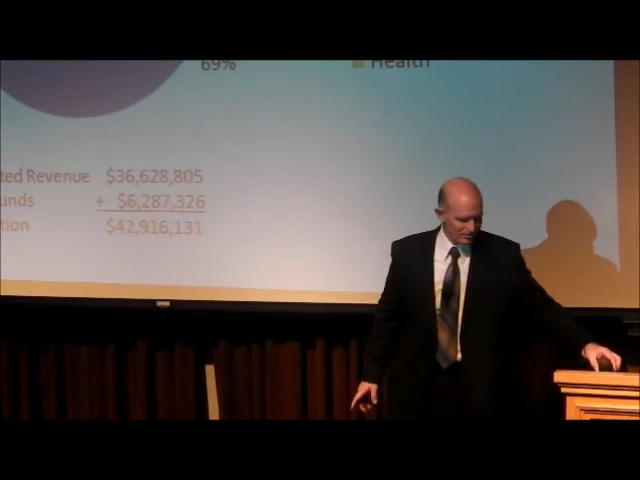 69%
Health
ted Revenue $36,628,805
unds + $6,287,326
tion $42,916,131